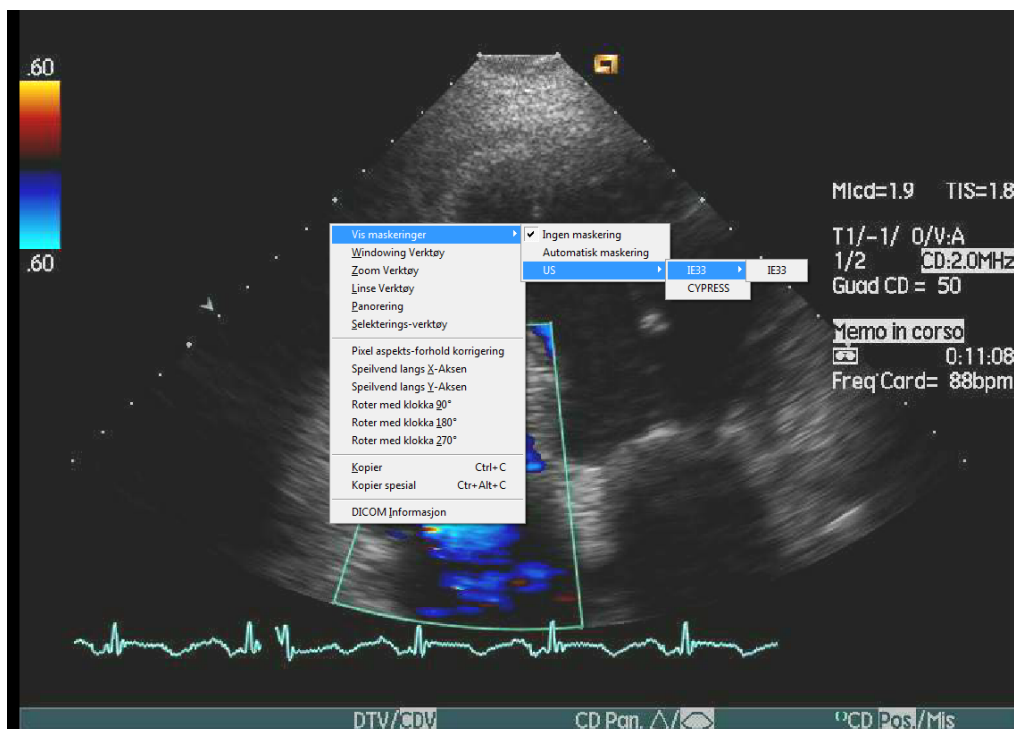 .60
.60
MIcd=1.9 TIS=1.8
T1/-1/ 0/V:A
1/2 CD:2.0MHz
Guad CD = 50
Memo in corso
0:11:08
Freq Card= 88bpm
Vis maskeringer
Windowing Verktøy
Zoom Verktøy
Linse Verktøy
Panorering
Selekterings-verktøy
Pixel aspekts-forhold korrigering
Speilvend langs X-Aksen
Speilvend langs Y-Aksen
Roter med klokka 90°
Roter med klokka 180°
Roter med klokka 270°
Kopier Ctrl+C
Kopier spesial Ctr+Alt+C
DICOM Informasjon
Ingen maskering
Automatisk maskering
US
IE33
CYPRESS
IE33
DTV/CDV CD Pan. CD Pos./Mis